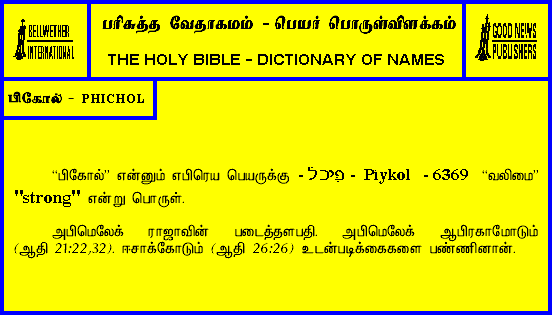 BELLWETHER
INTERNATIONAL
பரிசுத்த வேதாகமம் - பெயர் பொருள்விளக்கம்
THE HOLY BIBLE - DICTIONARY OF NAMES
GOOD NEWS
PUBLISHERS
பிகோல் - PHICHOL
“பிகோல்” என்னும் எபிரெய பெயருக்கு - פיכל - Piykol - 6369 “வலிமை”
"strong" என்று பொருள்.
அபிமெலேக் ராஜாவின் படைத்தளபதி. அபிமெலேக் ஆபிரகாமோடும்
(ஆதி 21:22,32). ஈசாக்கோடும் (ஆதி 26:26) உடன்படிக்கைகளை பண்ணினான்.